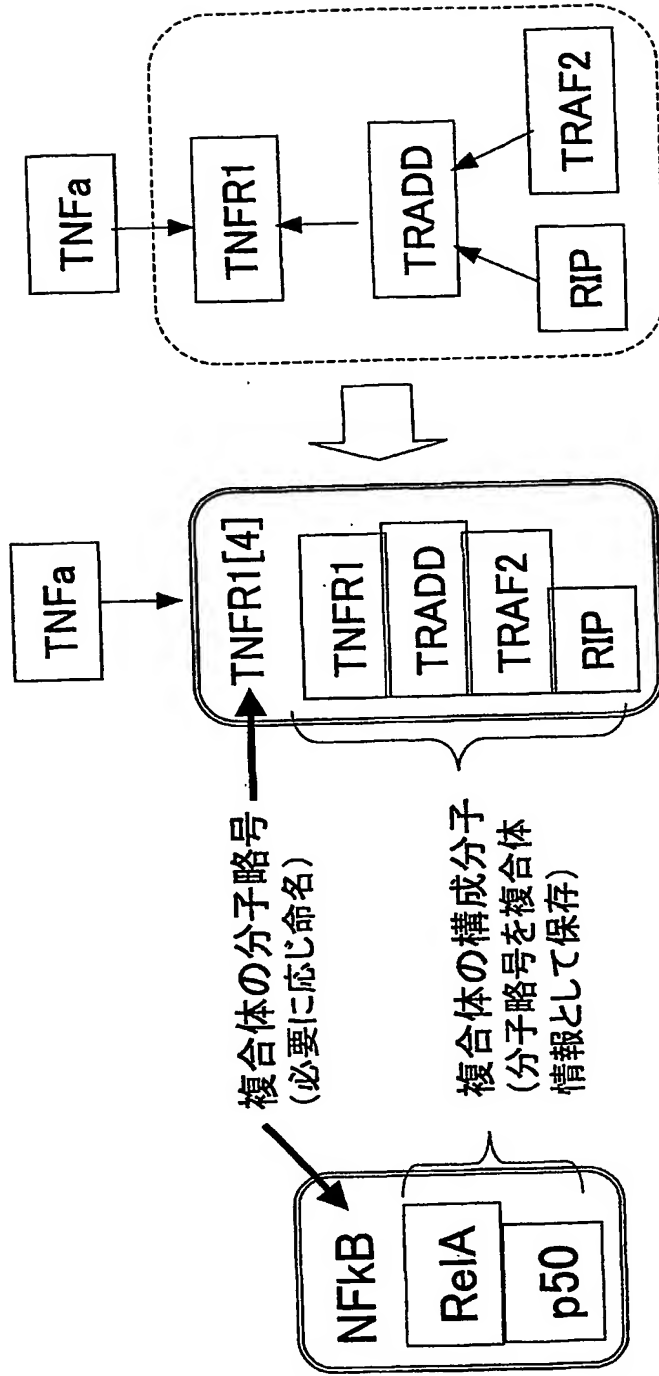 NFkB
RelA
p50
複合体の分子略号
(必要に応じ命名)
複合体の構成分子
(分子略号を複合体
情報として保存)
TNFa
TNFR1[4]
TNFR1
TRADD
TRAF2
RIP
TNFa
TNFR1
TRADD
RIP
TRAF2